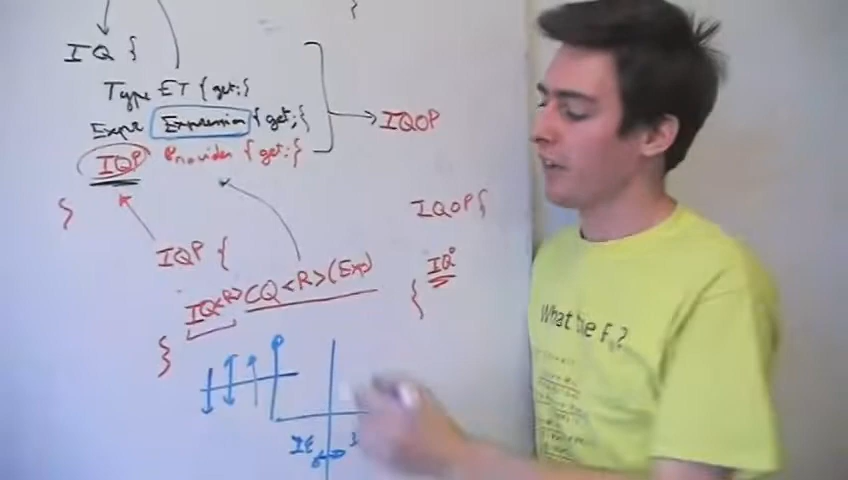 IQ {
Type ET { get; }
Expr Expression { get; }
IQP Provider { get; }
IQOP
}
IQOP {
IQP {
IQ°
IQ<R> CQ<R>(Exp)
}
{
What the F?
IE